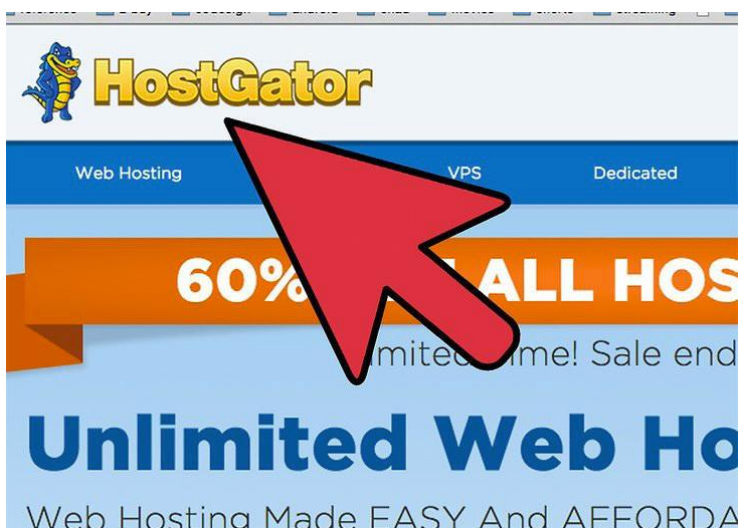 HostGator
Web Hosting VPS Dedicated
60% ALL HOS
mited me! Sale end
Unlimited Web Ho
Web Hosting Made EASY And AFFORDA